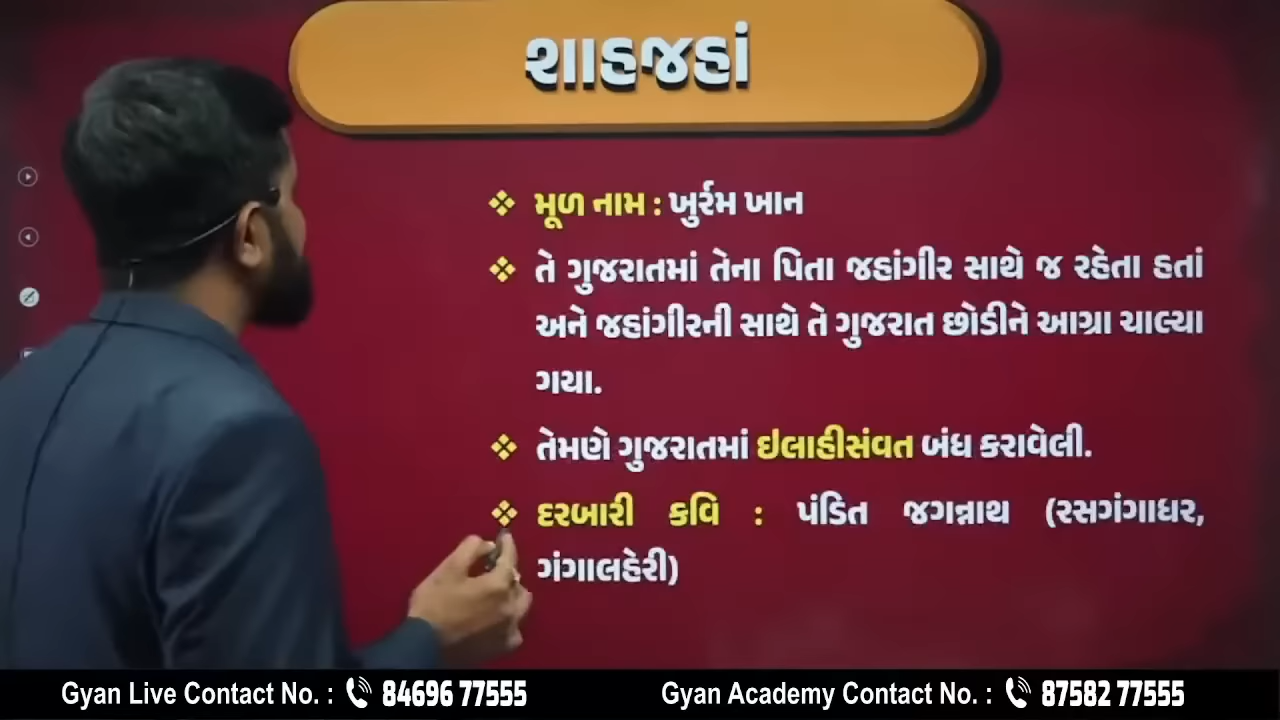 શાહજહાં
❖ મૂળ નામ : ખુર્રમ ખાન
❖ તે ગુજરાતમાં તેના પિતા જહાંગીર સાથે જ રહેતા હતાં
અને જહાંગીરની સાથે તે ગુજરાત છોડીને આગ્રા ચાલ્યા
ગયા.
❖ તેમણે ગુજરાતમાં ઇલાહીસંવત બંધ કરાવેલી.
❖ દરબારી કવિ : પંડિત જગન્નાથ (રસગંગાધર,
ગંગાલહેરી)
Gyan Live Contact No. : 84696 77555
Gyan Academy Contact No. : 87582 77555